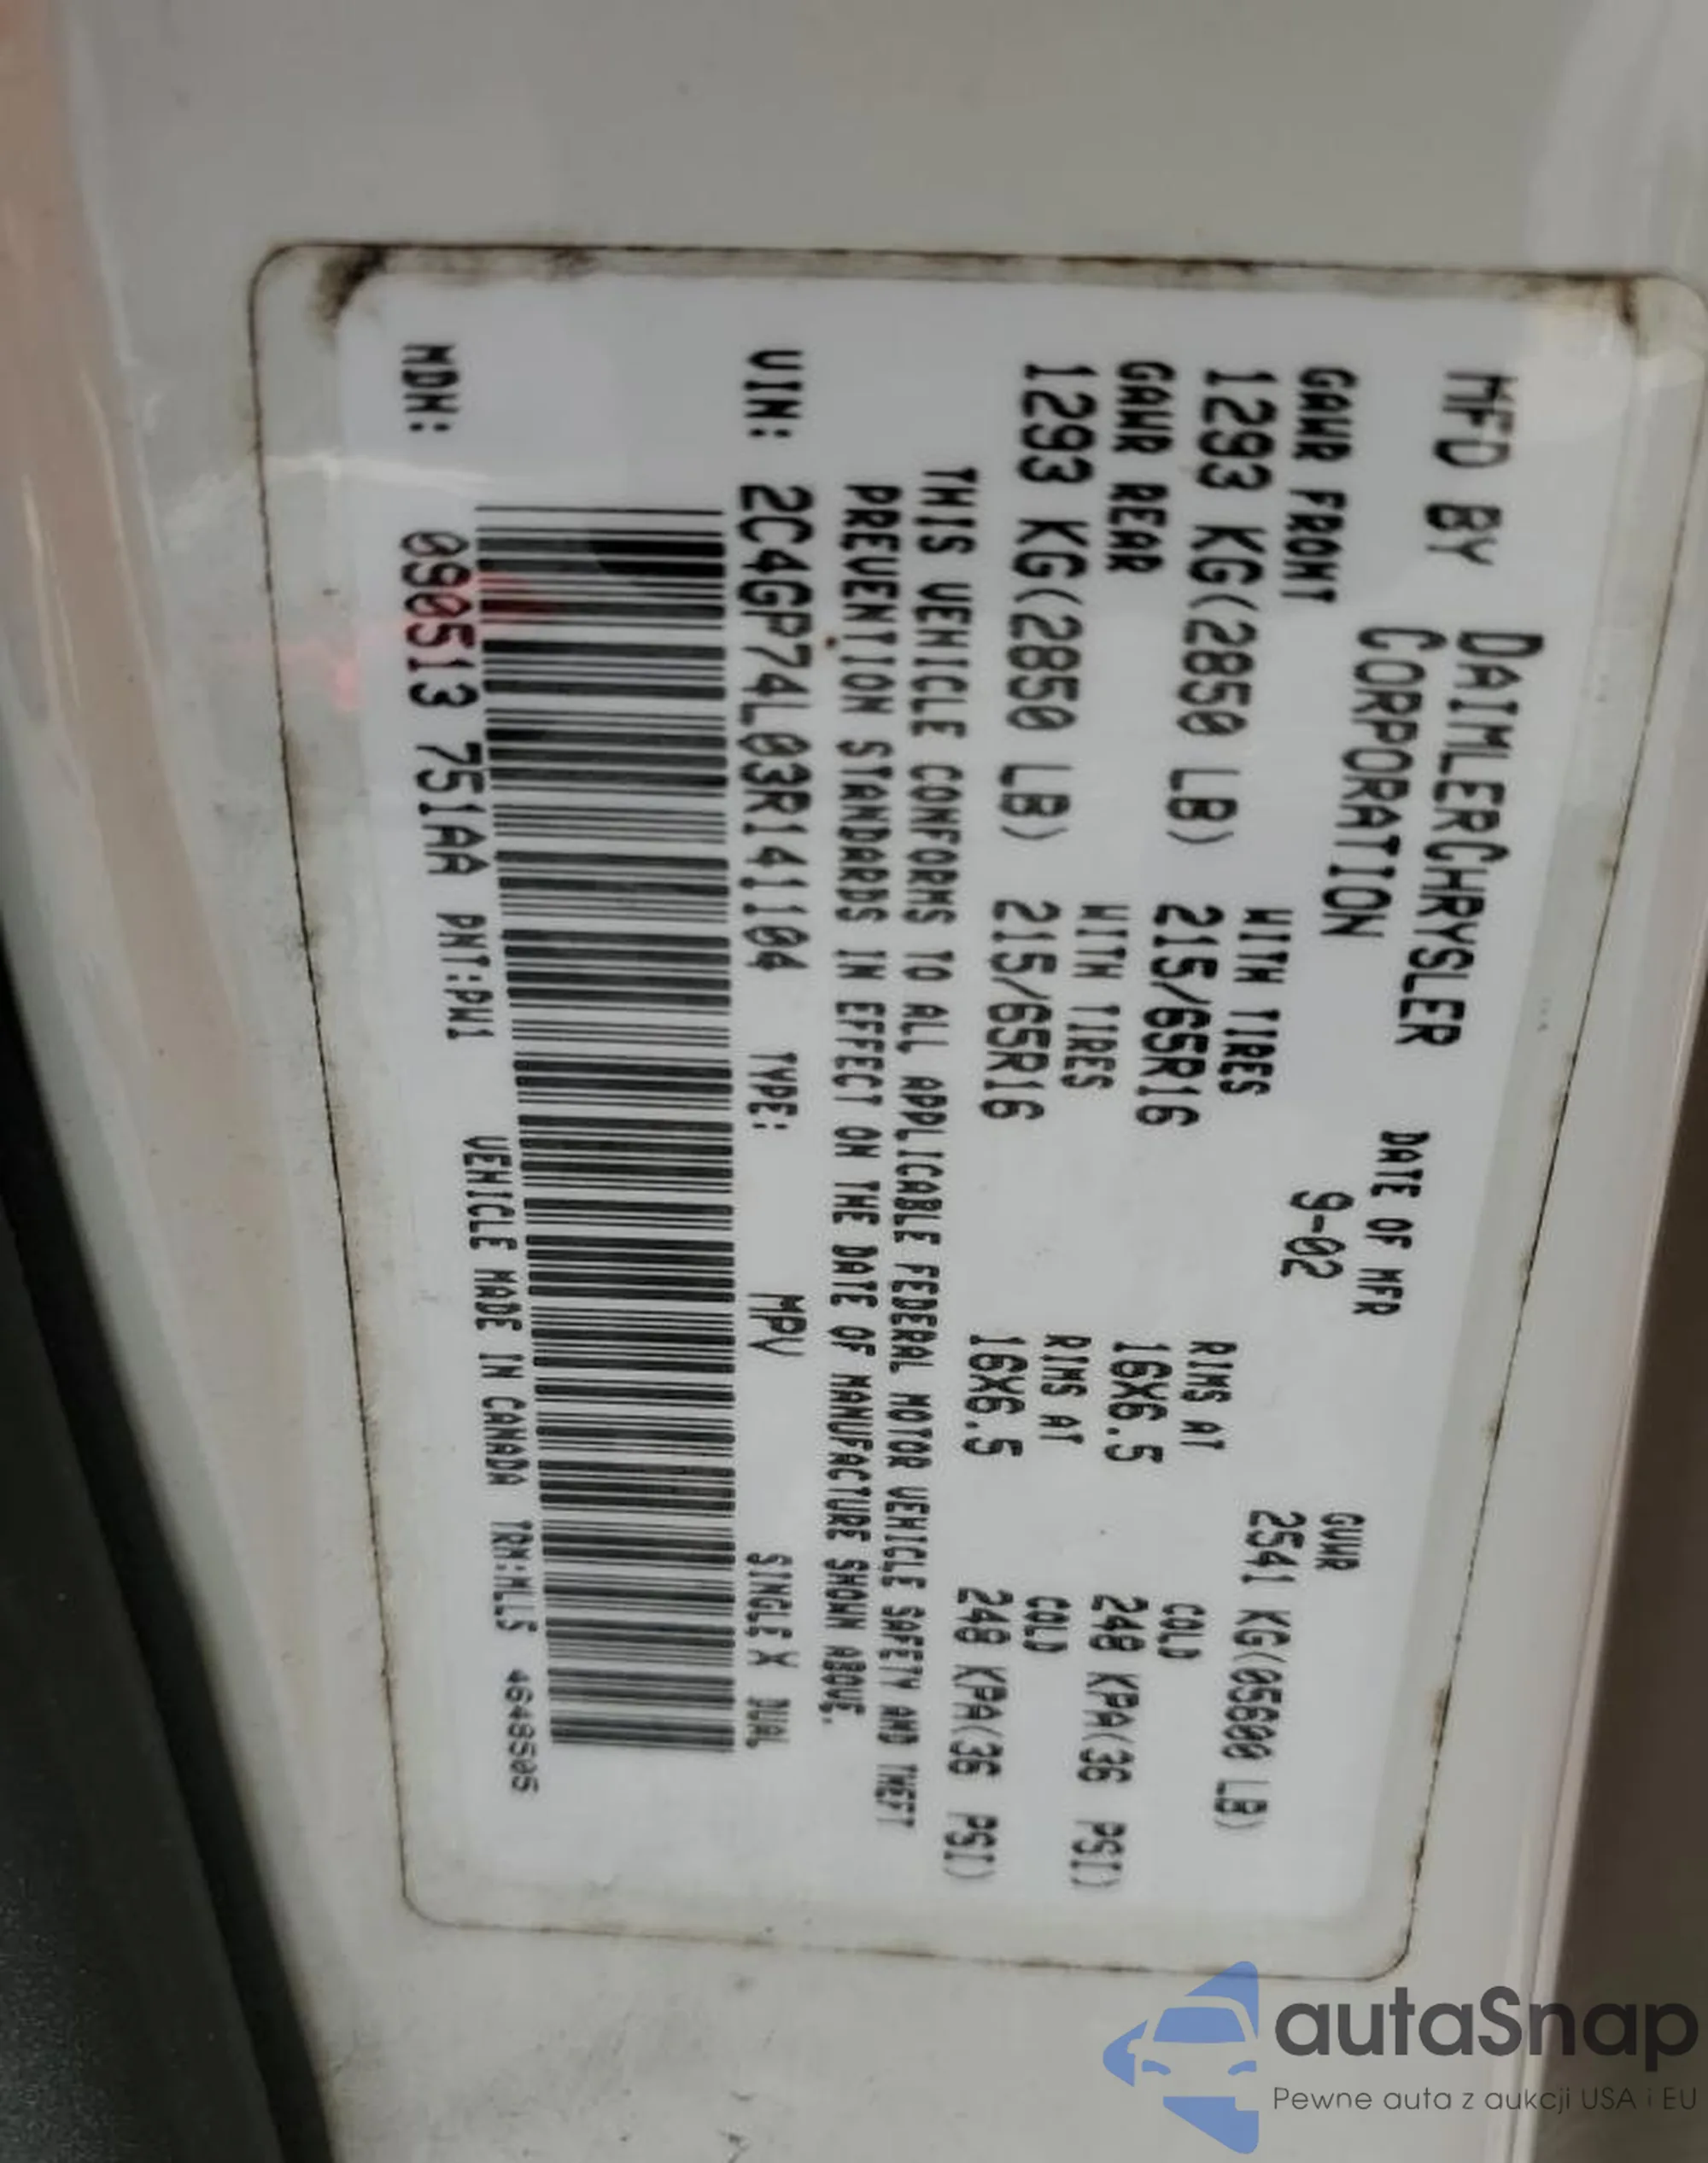 MFD BY DAIMLERCHRYSLER CORPORATION
DATE OF MFR 9-02
GVWR 2541 KG(05600 LB)
GAWR FRONT WITH TIRES RIMS AT COLD
1293 KG(2850 LB) 215/65R16 16X6.5 248 KPA(36 PSI)
GAWR REAR WITH TIRES RIMS AT COLD
1293 KG(2850 LB) 215/65R16 16X6.5 248 KPA(36 PSI)
THIS VEHICLE CONFORMS TO ALL APPLICABLE FEDERAL MOTOR VEHICLE SAFETY AND THEFT
PREVENTION STANDARDS IN EFFECT ON THE DATE OF MANUFACTURE SHOWN ABOVE.
VIN: 2C4GP74L03R141104 TYPE: MPV SINGLE X DUAL
MDH: 090513 751AA PNT:PW1 VEHICLE MADE IN CANADA TRM:MLL5 4648505
autaSnap
Pewne auta z aukcji USA i EU